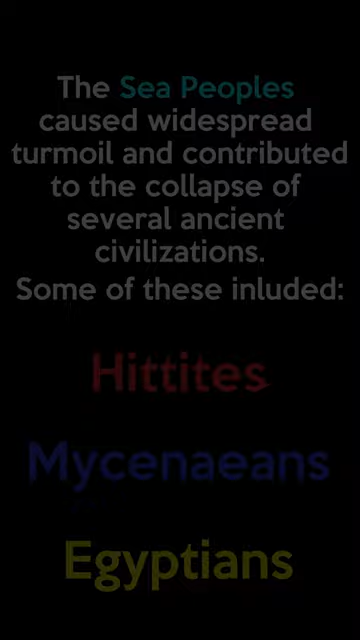 The Sea Peoples
caused widespread
turmoil and contributed
to the collapse of
several ancient
civilizations.
Some of these inluded:
Hittites
Mycenaeans
Egyptians